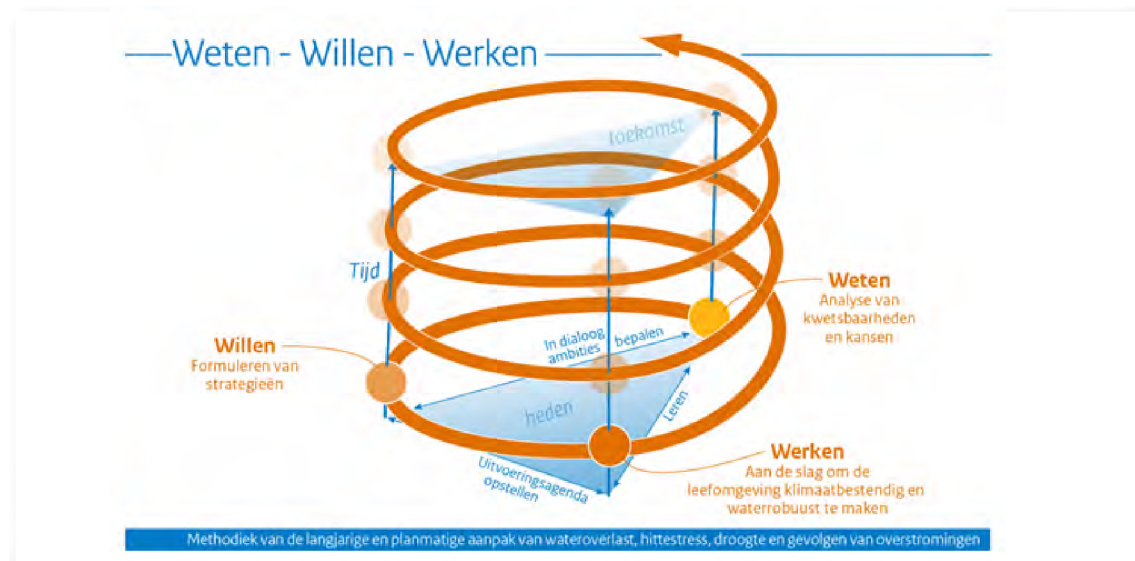 Weten - Willen - Werken
toekomst
Tijd
Weten
Analyse van
kwetsbaarheden
en kansen
In dialoog
ambities
bepalen
Willen
Formuleren van
strategieën
heden
Leren
Werken
Aan de slag om de
leefomgeving klimaatbestendig en
waterrobuust te maken
Uitvoeringsagenda
opstellen
Methodiek van de langjarige en planmatige aanpak van wateroverlast, hittestress, droogte en gevolgen van overstromingen